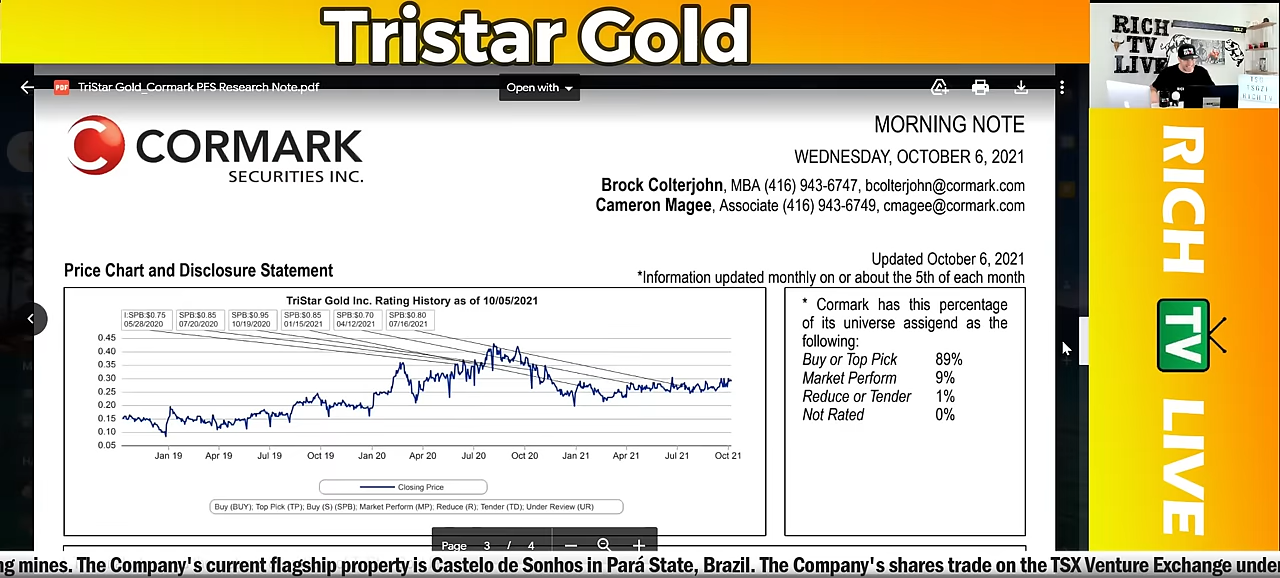 Tristar Gold
RICH
TV
LIVE
TriStar Gold_Cormark PFS Research Note.pdf
Open with
CORMARK
SECURITIES INC.
MORNING NOTE
WEDNESDAY, OCTOBER 6, 2021
Brock Colterjohn, MBA (416) 943-6747, bcolterjohn@cormark.com
Cameron Magee, Associate (416) 943-6749, cmagee@cormark.com
Updated October 6, 2021
Price Chart and Disclosure Statement
*Information updated monthly on or about the 5th of each month
TriStar Gold Inc. Rating History as of 10/05/2021
I:SPB:$0.75 SPB:$0.85 SPB:$0.95 SPB:$0.85 SPB:$0.70 SPB:$0.80
05/28/2020 07/20/2020 10/19/2020 01/15/2021 04/12/2021 07/16/2021
0.45
0.40
0.35
0.30
0.25
0.20
0.15
0.10
0.05
Jan 19 Apr 19 Jul 19 Oct 19 Jan 20 Apr 20 Jul 20 Oct 20 Jan 21 Apr 21 Jul 21 Oct 21
Closing Price
Buy (BUY); Top Pick (TP); Buy (S) (SPB); Market Perform (MP), Reduce (R); Tender (TD); Under Review (UR)
* Cormark has this percentage
of its universe assigend as the
following:
Buy or Top Pick 89%
Market Perform 9%
Reduce or Tender 1%
Not Rated 0%
Page 3 / 4
RICH
TV
LIVE
ng mines. The Company's current flagship property is Castelo de Sonhos in Pará State, Brazil. The Company's shares trade on the TSX Venture Exchange unde